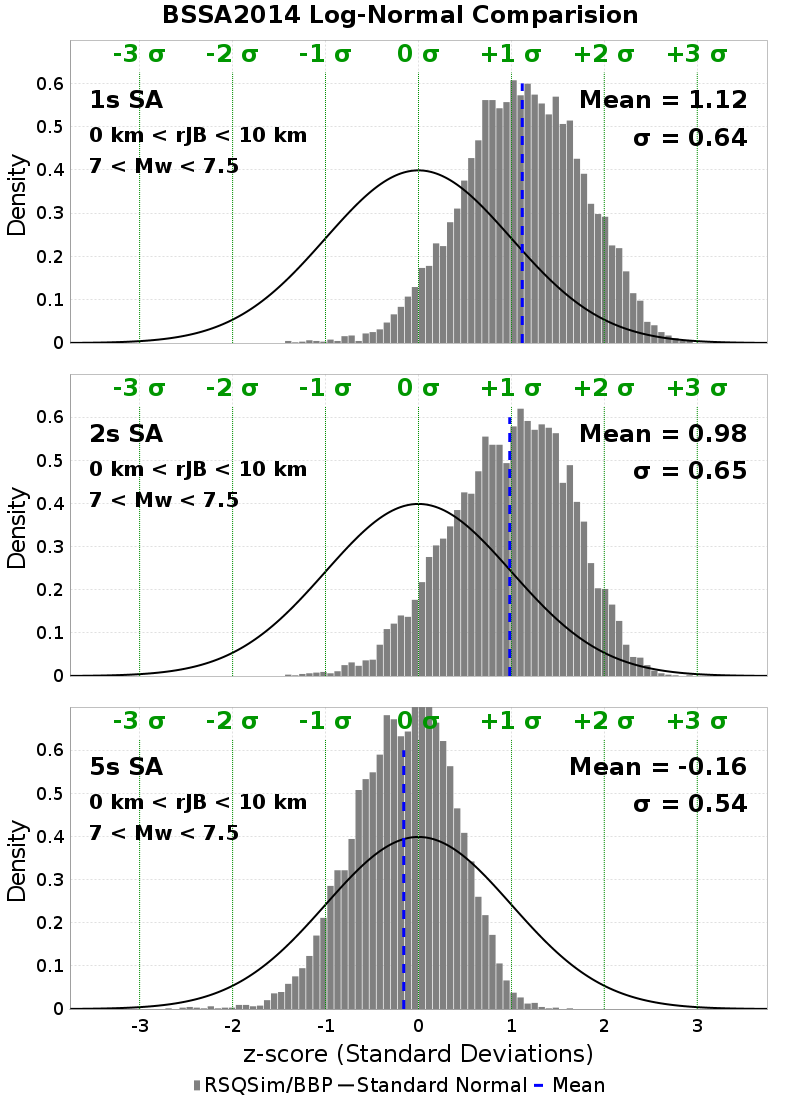 BSSA2014 Log-Normal Comparision
-3 σ -2 σ -1 σ 0 σ +1 σ +2 σ +3 σ
1s SA
Mean = 1.12
0 km < rJB < 10 km
σ = 0.64
7 < Mw < 7.5
Density
0.6
0.5
0.4
0.3
0.2
0.1
0
-3 σ -2 σ -1 σ 0 σ +1 σ +2 σ +3 σ
2s SA
Mean = 0.98
0 km < rJB < 10 km
σ = 0.65
7 < Mw < 7.5
Density
0.6
0.5
0.4
0.3
0.2
0.1
0
-3 σ -2 σ -1 σ 0 σ +1 σ +2 σ +3 σ
5s SA
Mean = -0.16
0 km < rJB < 10 km
σ = 0.54
7 < Mw < 7.5
Density
0.6
0.5
0.4
0.3
0.2
0.1
0
-3 -2 -1 0 1 2 3
z-score (Standard Deviations)
RSQSim/BBP Standard Normal Mean